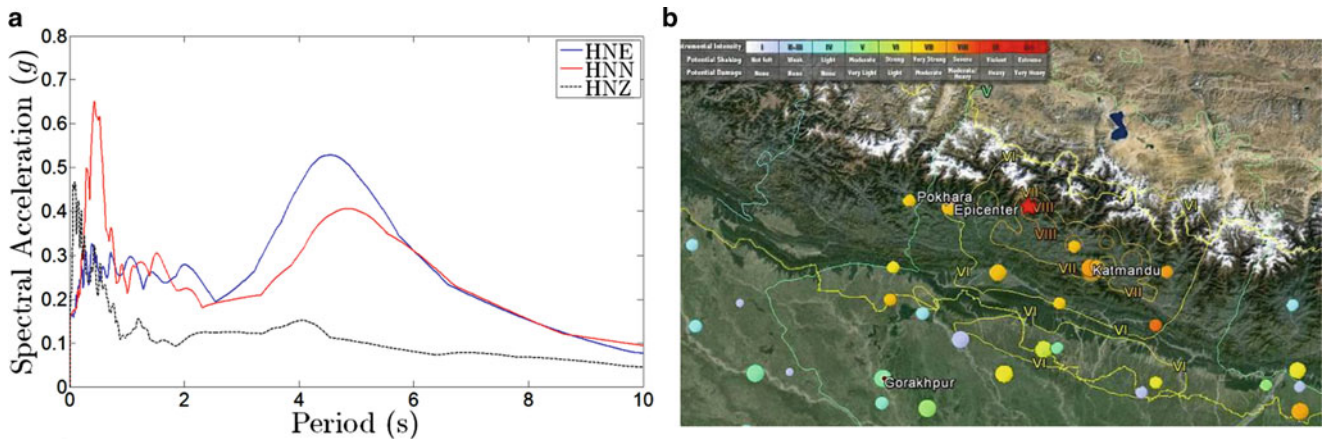 a
0.8
0.7
0.6
0.5
0.4
0.3
0.2
0.1
0
Spectral Acceleration (g)
HNE
HNN
HNZ
0 2 4 6 8 10
Period (s)
b
strumental Intensity I II-III IV V VI VII VIII
Potential Shaking Not felt Weak Light Moderate Strong Very Strong Severe Violent Extreme
Potential Damage None None None Very Light Light Moderate Moderate/Heavy Heavy Very Heavy
V
VI
VI
Pokhara
Epicenter
VIII
VIII
VI
VII
Katmandu
VII
VI
VI
VI
VI
Gorakhpur